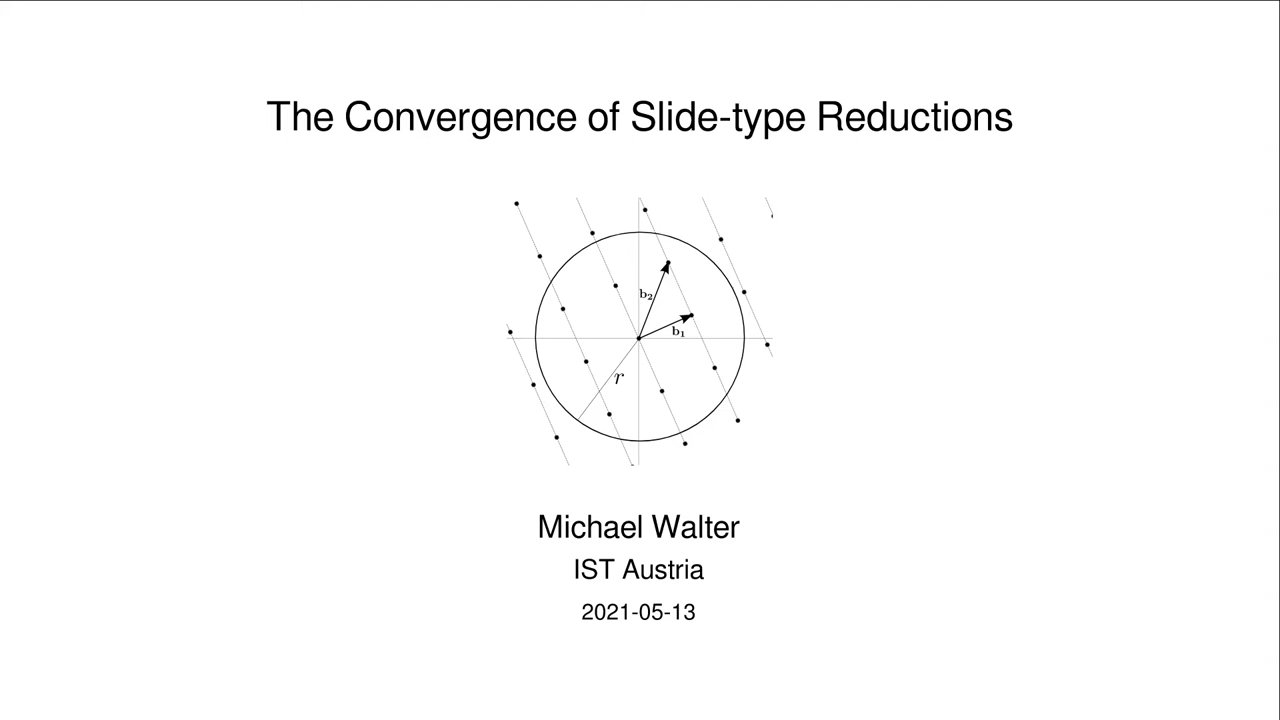 The Convergence of Slide-type Reductions
b₂
b₁
r
Michael Walter
IST Austria
2021-05-13